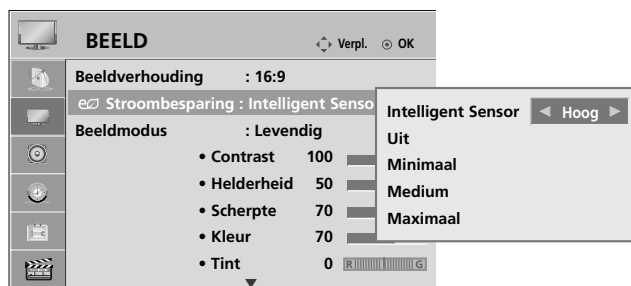 BEELD Verpl. OK
Beeldverhouding : 16:9
Stroombesparing : Intelligent Senso
Beeldmodus : Levendig
• Contrast 100
• Helderheid 50
• Scherpte 70
• Kleur 70
• Tint 0 R G
Intelligent Sensor ◀ Hoog ▶
Uit
Minimaal
Medium
Maximaal